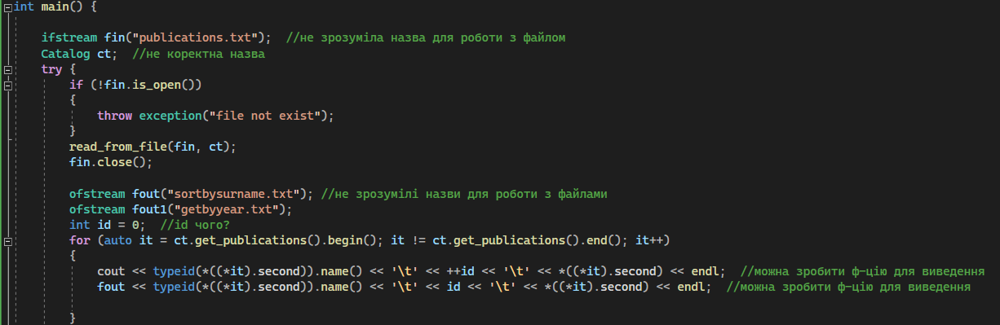 int main() {
ifstream fin("publications.txt");  //не зрозуміла назва для роботи з файлом
Catalog ct;  //не коректна назва
try {
if (!fin.is_open())
{
throw exception("file not exist");
}
read_from_file(fin, ct);
fin.close();
ofstream fout("sortbysurname.txt"); //не зрозумілі назви для роботи з файлами
ofstream fout1("getbyyear.txt");
int id = 0;  //id чого?
for (auto it = ct.get_publications().begin(); it != ct.get_publications().end(); it++)
{
cout << typeid(*((*it).second)).name() << '\t' << ++id << '\t' << *((*it).second) << endl;  //можна зробити ф-цію для виведення
fout << typeid(*((*it).second)).name() << '\t' << id << '\t' << *((*it).second) << endl;  //можна зробити ф-цію для виведення
}